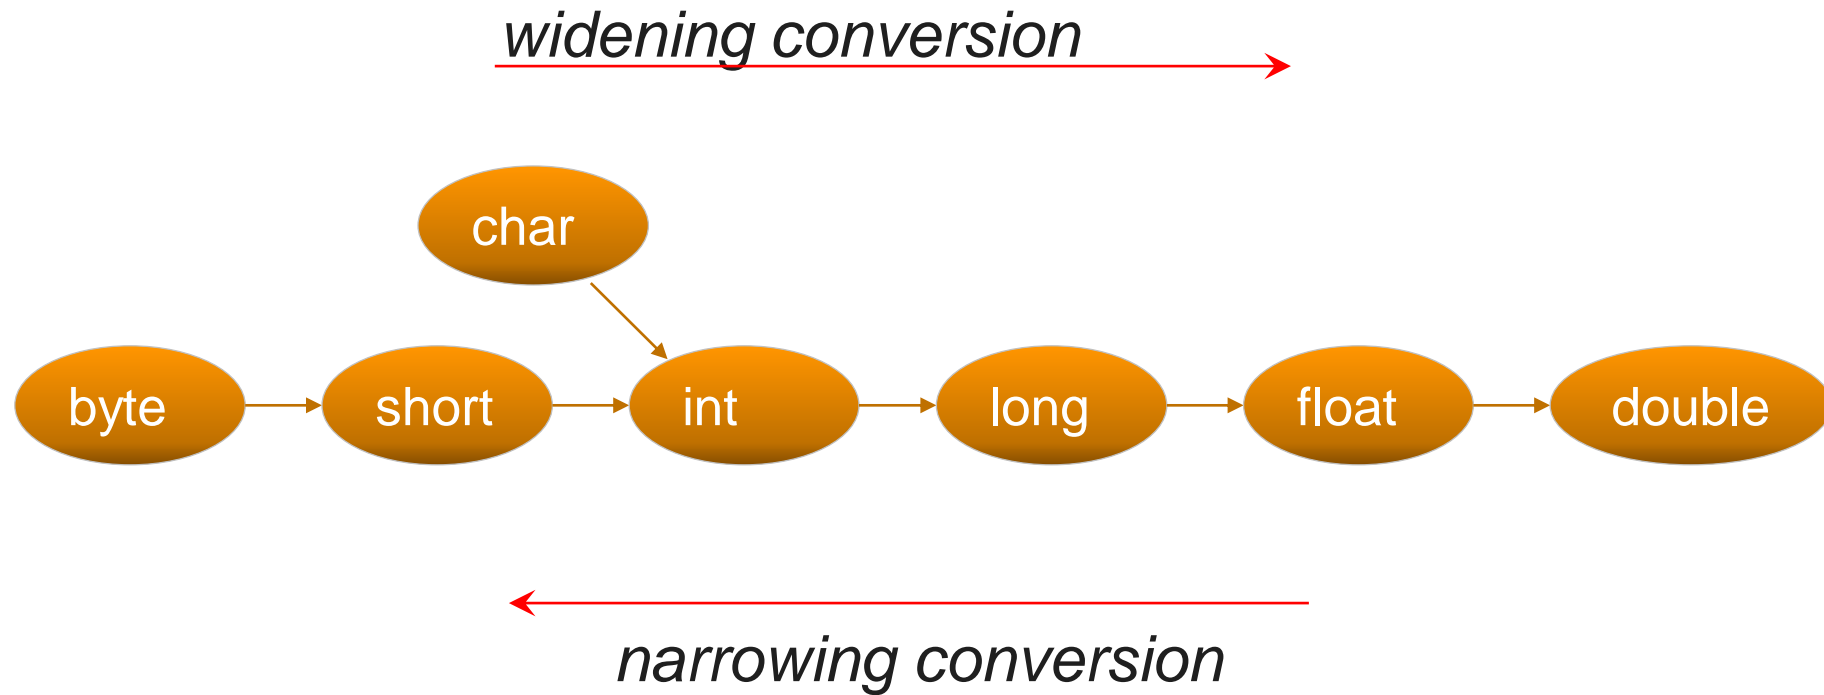 widening conversion
char
byte
short
int
long
float
double
narrowing conversion